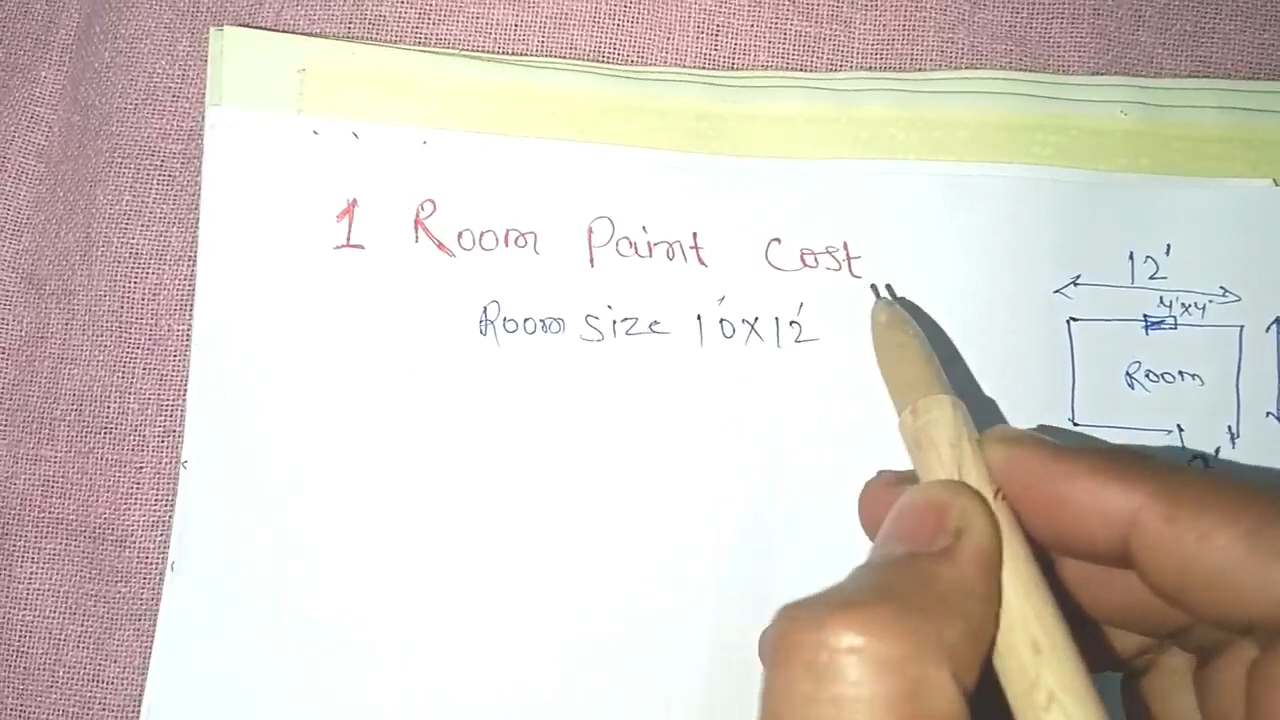 1 Room Paint Cost
Room size 10'x12'
12'
4'x4'
Room